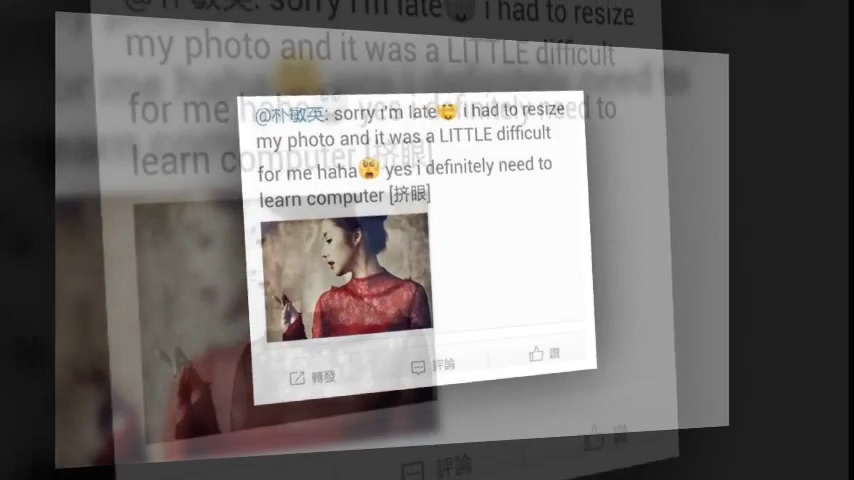 @朴敏英: sorry i'm late i had to resize
my photo and it was a LITTLE difficult
for me haha yes i definitely need to
learn computer [挤眼]
轉發 評論 讚